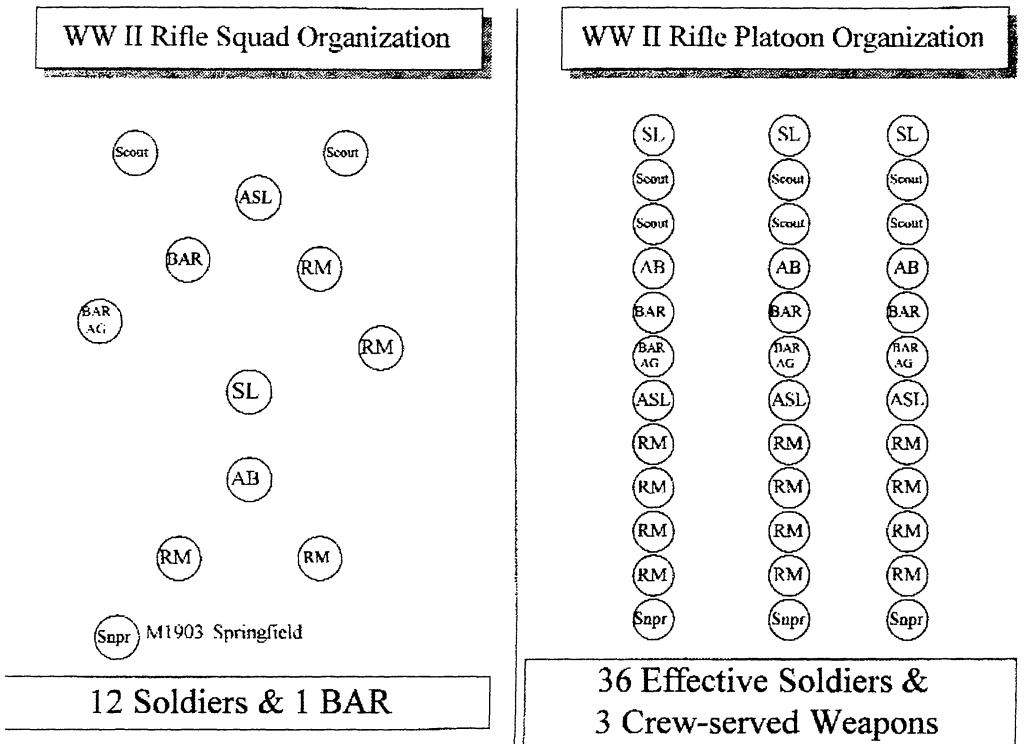 WW II Rifle Squad Organization
Scout
Scout
ASL
BAR
RM
BAR
AG
RM
SL
AB
RM
RM
Snpr
M1903 Springfield
12 Soldiers & 1 BAR
WW II Rifle Platoon Organization
SL SL SL
Scout Scout Scout
Scout Scout Scout
AB AB AB
BAR BAR BAR
BAR BAR BAR
AG AG AG
ASL ASL ASL
RM RM RM
RM RM RM
RM RM RM
RM RM RM
Snpr Snpr Snpr
36 Effective Soldiers &
3 Crew-served Weapons